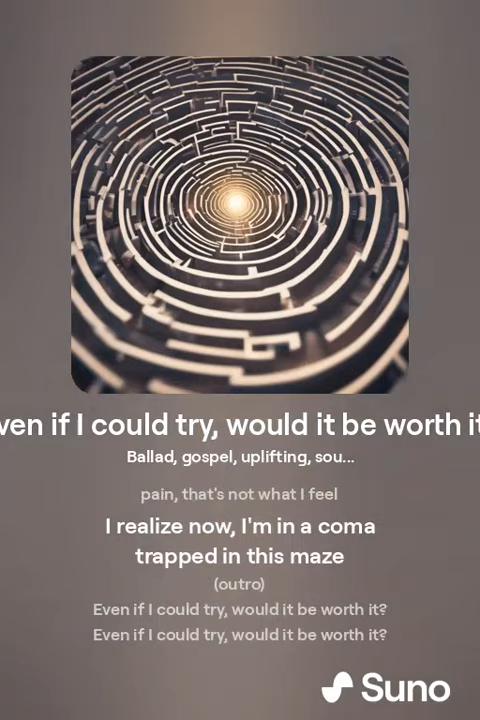 ven if I could try, would it be worth it
Ballad, gospel, uplifting, sou...
pain, that's not what I feel
I realize now, I'm in a coma
trapped in this maze
(outro)
Even if I could try, would it be worth it?
Even if I could try, would it be worth it?
Suno